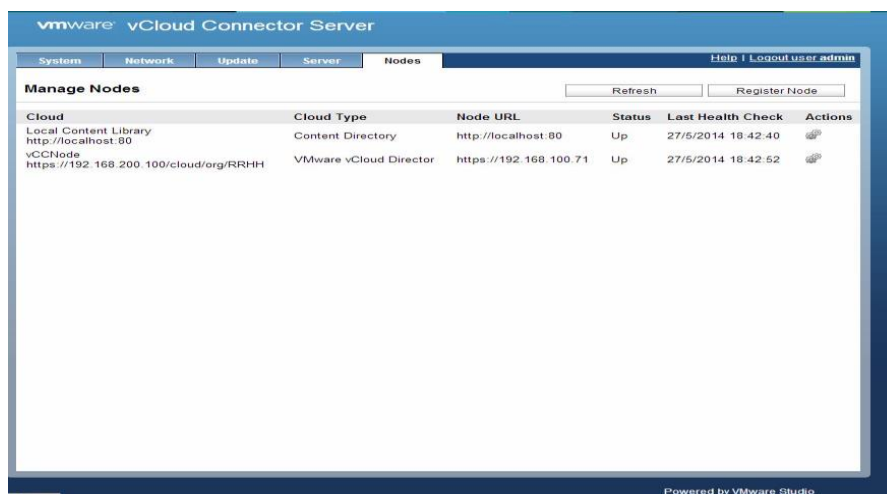 vmware vCloud Connector Server
System Network Update Server Nodes Help | Logout user admin
Manage Nodes Refresh Register Node
Cloud Cloud Type Node URL Status Last Health Check Actions
Local Content Library
http://localhost:80 Content Directory http://localhost:80 Up 27/5/2014 18:42:40
vCCNode
https://192.168.200.100/cloud/org/RRHH VMware vCloud Director https://192.168.100.71 Up 27/5/2014 18:42:52
Powered by VMware Studio